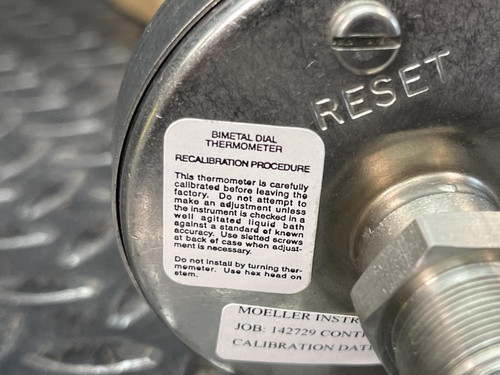 RESET
BIMETAL DIAL
THERMOMETER
RECALIBRATION PROCEDURE
This thermometer is carefully
calibrated before leaving the
factory. Do not attempt to
make an adjustment unless
the instrument is checked in a
well agitated liquid bath
against a standard of known
accuracy. Use sletted screws
at back of case when adjust-
ment is necessary.
Do not install by turning ther-
mometer. Use hex head on
stem.
MOELLER INSTR
JOB: 142729 CONT
CALIBRATION DAT